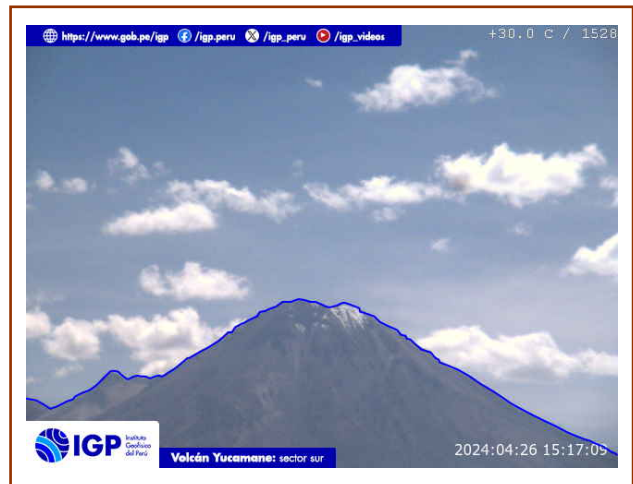 https://www.gob.pe/igp /igp.peru /igp_peru /igp_videos
+30.0 C / 1528
IGP Instituto Geofísico del Perú
Volcán Yucamane: sector sur
2024:04:26 15:17:09